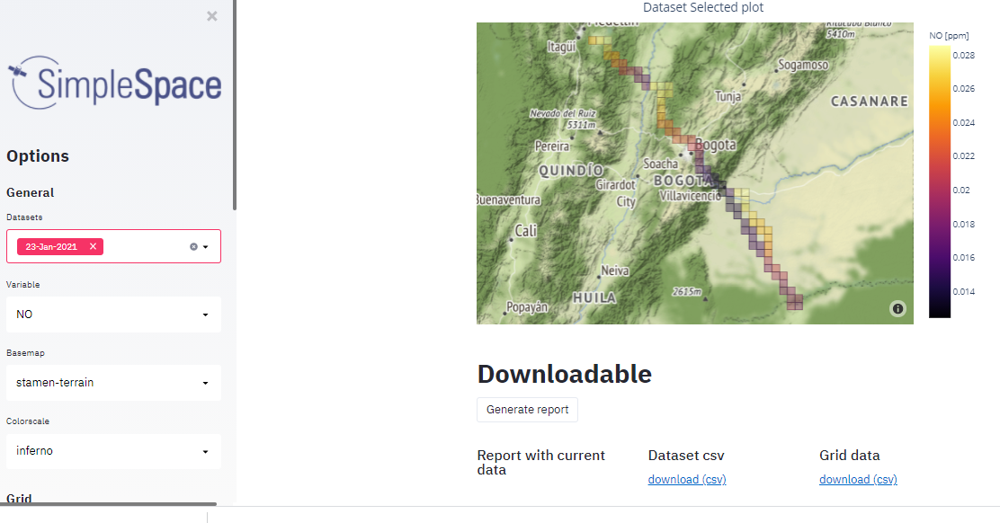 ×
SimpleSpace
Options
General
Datasets
23-Jan-2021 ×
Variable
NO
Basemap
stamen-terrain
Colorscale
inferno
Grid
Dataset Selected plot
Medellín
Itagüí
5410m
Sogamoso
Tunja
CASANARE
Nevado del Ruiz
5311m
Pereira
Bogota
Soacha
QUINDÍO
Girardot
City
BOGOTA
Villavicencio
Buenaventura
Cali
Neiva
HUILA
2615m
Popayán
NO [ppm]
0.028
0.026
0.024
0.022
0.02
0.018
0.016
0.014
Downloadable
Generate report
Report with current
data
Dataset csv
download (csv)
Grid data
download (csv)